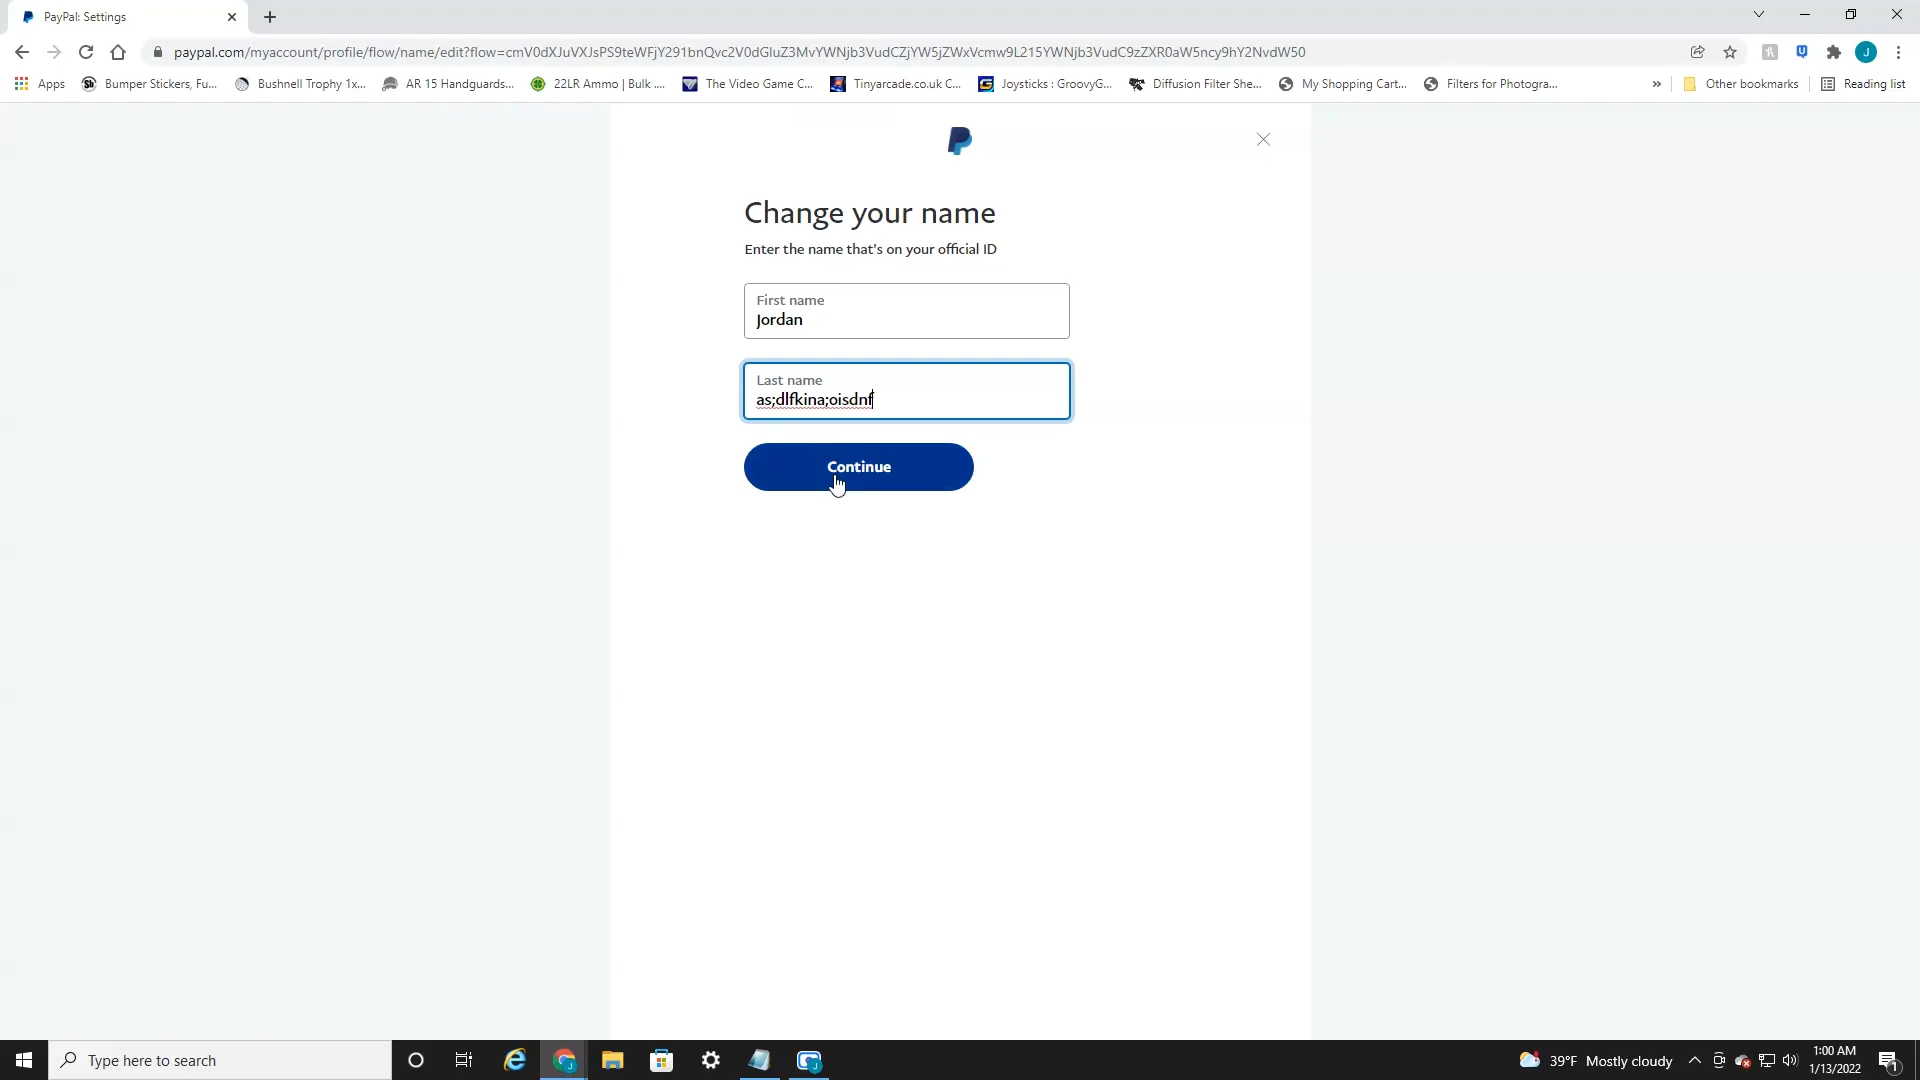 PayPal: Settings
paypal.com/myaccount/profile/flow/name/edit?flow=cmV0dXJuVXJsPS9teWFjY291bnQvc2V0dGluZ3MvYWNjb3VudCZjYW5jZWxVcmw9L215YWNjb3VudC9zZXR0aW5ncy9hY2NvdW50
J
Apps
Sb
Bumper Stickers, Fu...
Bushnell Trophy 1x...
AR 15 Handguards...
22LR Ammo | Bulk ....
The Video Game C...
Tinyarcade.co.uk C...
Joysticks : GroovyG...
Diffusion Filter She...
My Shopping Cart...
Filters for Photogra...
»
Other bookmarks
Reading list
Change your name
Enter the name that's on your official ID
First name
Jordan
Last name
as;dlfkina;oisdnf
Continue
Type here to search
39°F Mostly cloudy
1:00 AM
1/13/2022
1